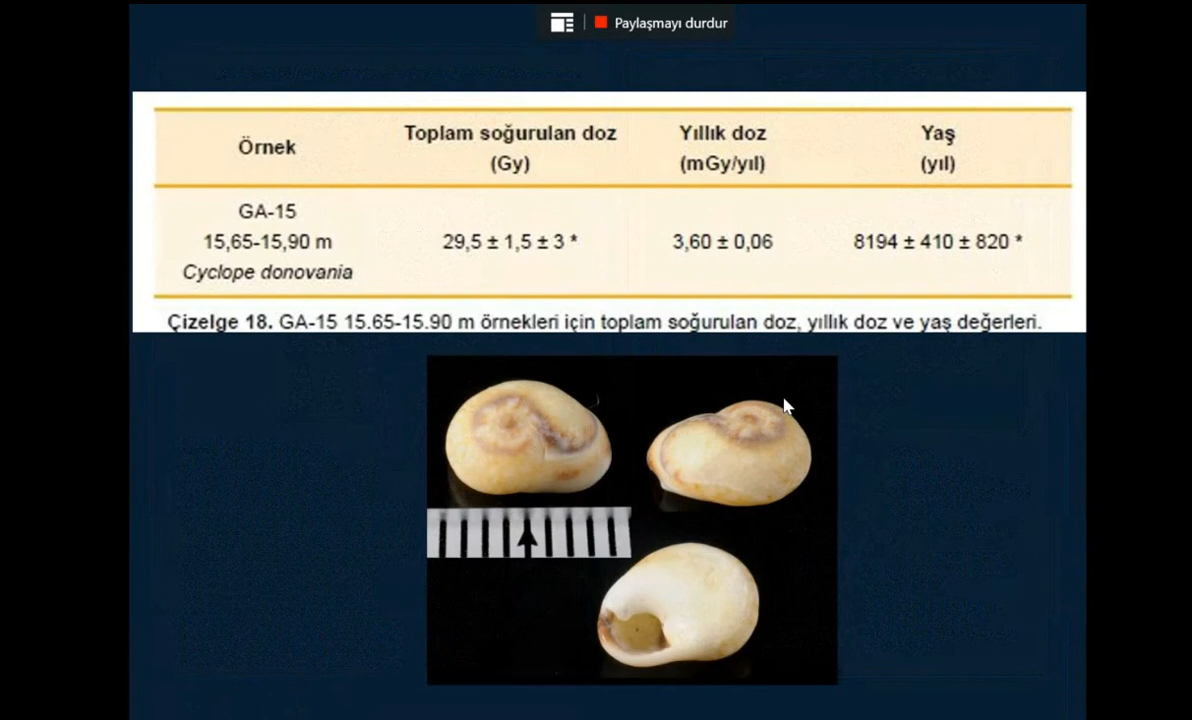 Paylaşmayı durdur
Örnek
Toplam soğurulan doz
(Gy)
Yıllık doz
(mGy/yıl)
Yaş
(yıl)
GA-15
15,65-15,90 m
Cyclope donovania
29,5 ± 1,5 ± 3 *
3,60 ± 0,06
8194 ± 410 ± 820 *
Çizelge 18. GA-15 15.65-15.90 m örnekleri için toplam soğurulan doz, yıllık doz ve yaş değerleri.